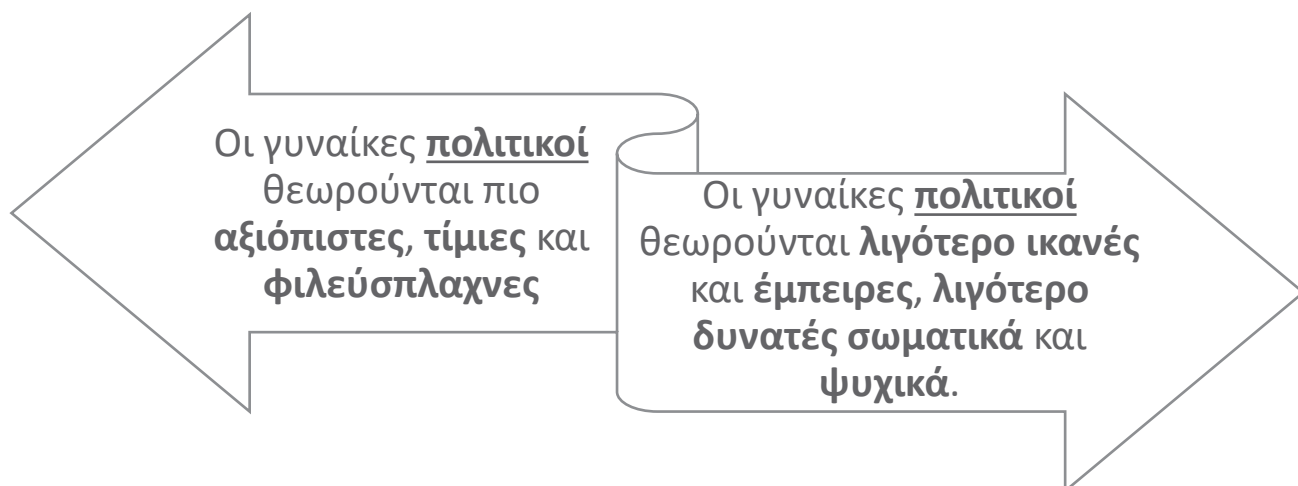 Οι γυναίκες πολιτικοί
θεωρούνται πιο
αξιόπιστες, τίμιες και
φιλεύσπλαχνες
Οι γυναίκες πολιτικοί
θεωρούνται λιγότερο ικανές
και έμπειρες, λιγότερο
δυνατές σωματικά και
ψυχικά.